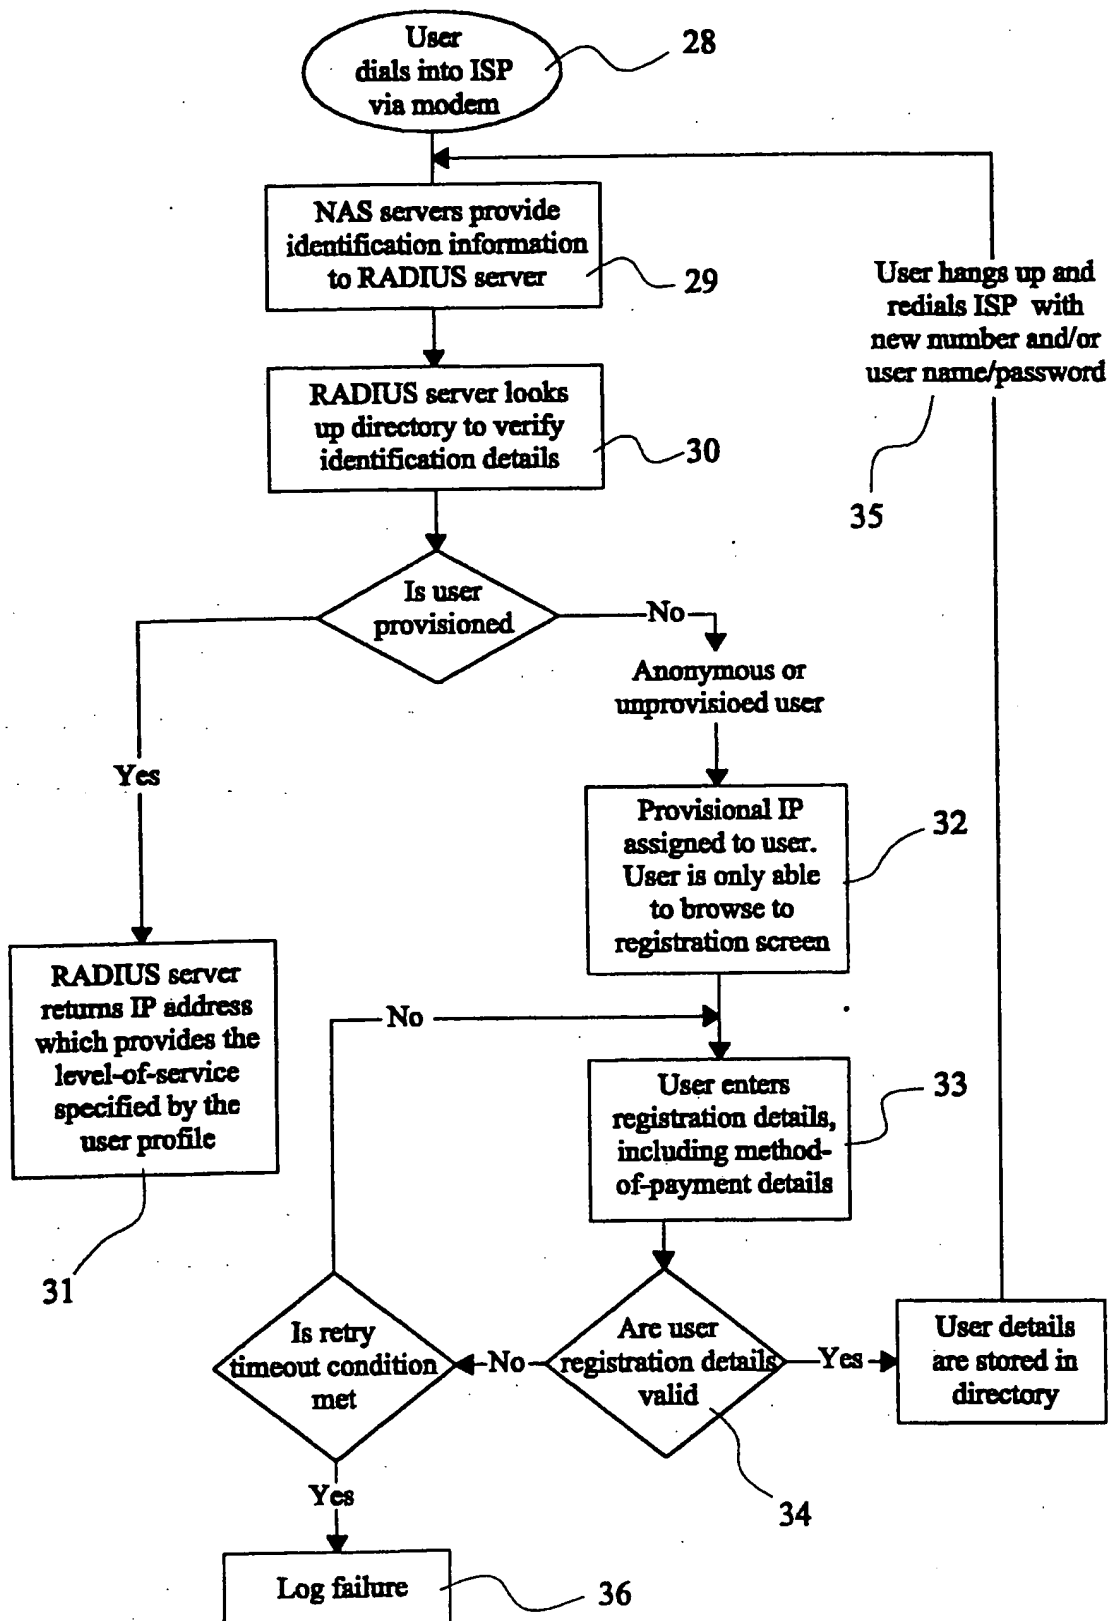 User
dials into ISP
via modem
28
NAS servers provide
identification information
to RADIUS server
29
User hangs up and
redials ISP with
new number and/or
user name/password
35
RADIUS server looks
up directory to verify
identification details
30
Is user
provisioned
No
Anonymous or
unprovisioed user
Yes
Provisional IP
assigned to user.
User is only able
to browse to
registration screen
32
RADIUS server
returns IP address
which provides the
level-of-service
specified by the
user profile
31
No
User enters
registration details,
including method-
of-payment details
33
Is retry
timeout condition
met
No
Are user
registration details
valid
34
Yes
User details
are stored in
directory
Yes
Log failure
36